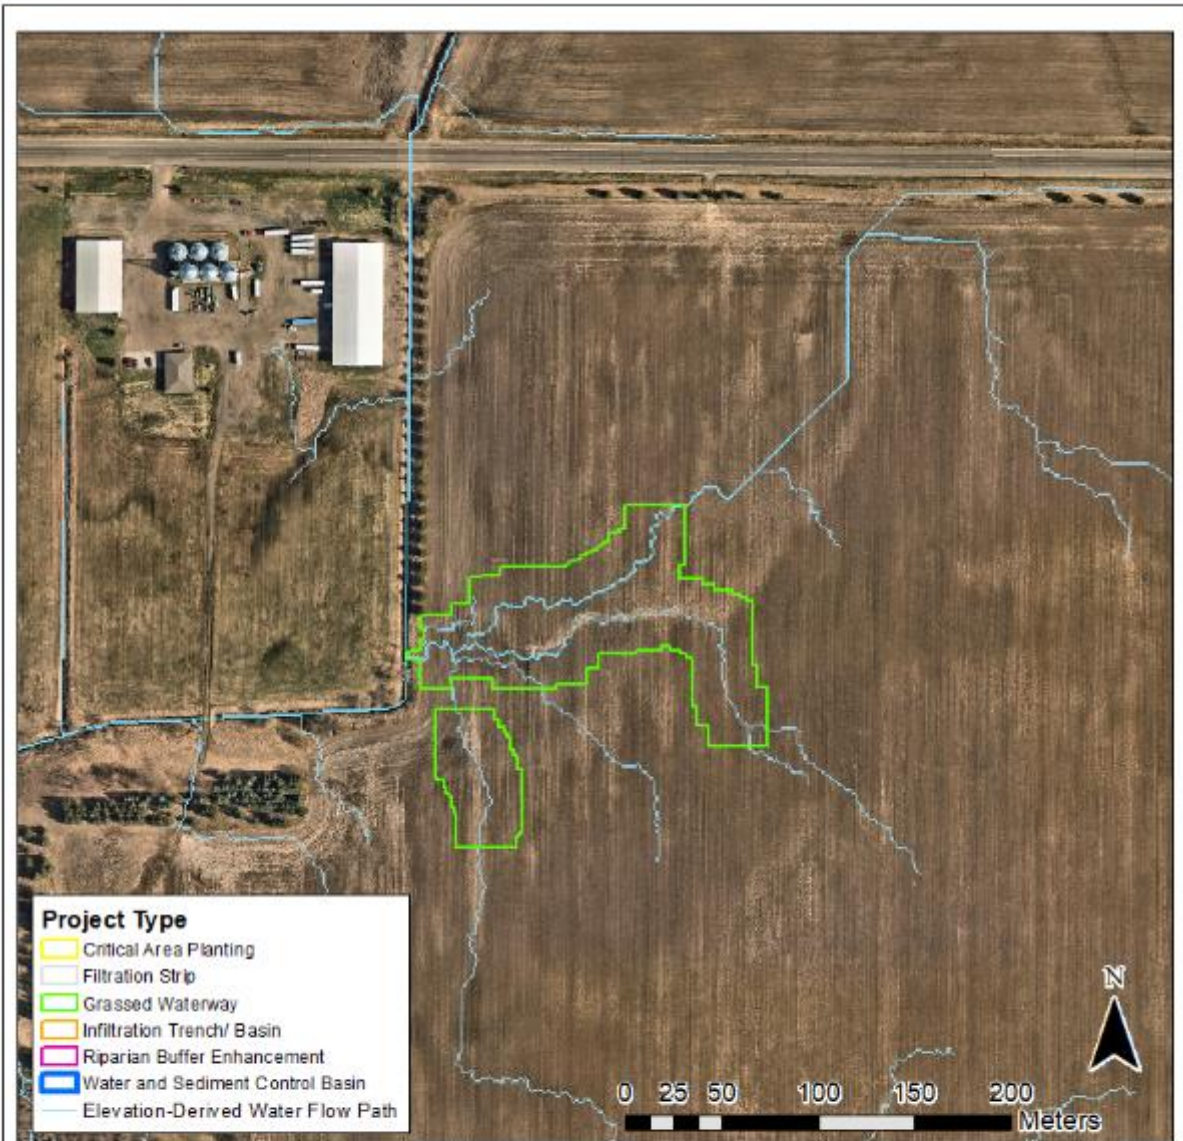 Project Type
Critical Area Planting
Filtration Strip
Grassed Waterway
Infiltration Trench/ Basin
Riparian Buffer Enhancement
Water and Sediment Control Basin
Elevation-Derived Water Flow Path
N
0 25 50 100 150 200
Meters